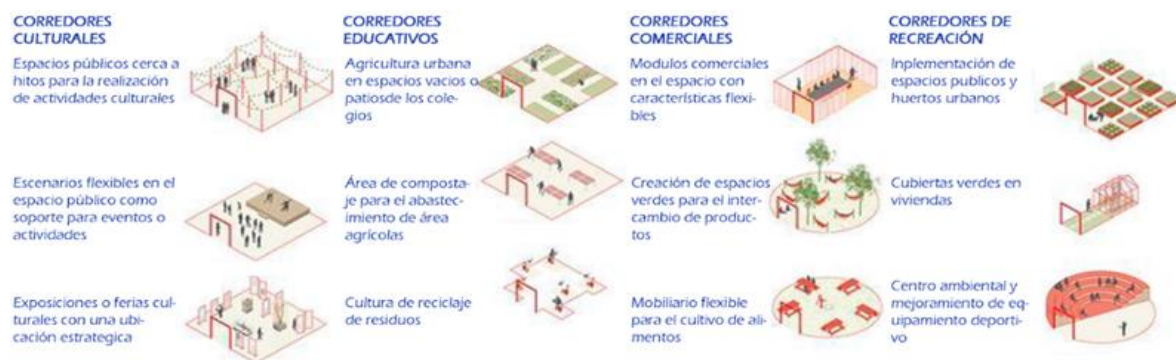 CORREDORES
CULTURALES
Espacios públicos cerca a
hitos para la realización
de actividades culturales
Escenarios flexibles en el
espacio público como
soporte para eventos o
actividades
Exposiciones o ferias cul-
turales con una ubi-
cación estrategica
CORREDORES
EDUCATIVOS
Agricultura urbana
en espacios vacios o
patiosde los cole-
gios
Área de composta-
je para el abastec-
imiento de área
agrícolas
Cultura de reciclaje
de residuos
CORREDORES
COMERCIALES
Modulos comerciales
en el espacio con
características flexi-
bles
Creación de espacios
verdes para el inter-
cambio de produc-
tos
Mobiliario flexible
para el cultivo de ali-
mentos
CORREDORES DE
RECREACIÓN
Inplementación de
espacios publicos y
huertos urbanos
Cubiertas verdes en
viviendas
Centro ambiental y
mejoramiento de eq-
uipamiento deporti-
vo